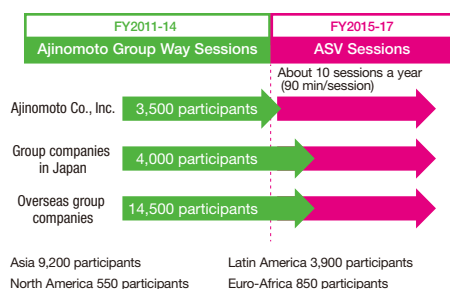 FY2011-14
FY2015-17
Ajinomoto Group Way Sessions
ASV Sessions
About 10 sessions a year
(90 min/session)
Ajinomoto Co., Inc.
3,500 participants
Group companies
in Japan
4,000 participants
Overseas group
companies
14,500 participants
Asia 9,200 participants
Latin America 3,900 participants
North America 550 participants
Euro-Africa 850 participants